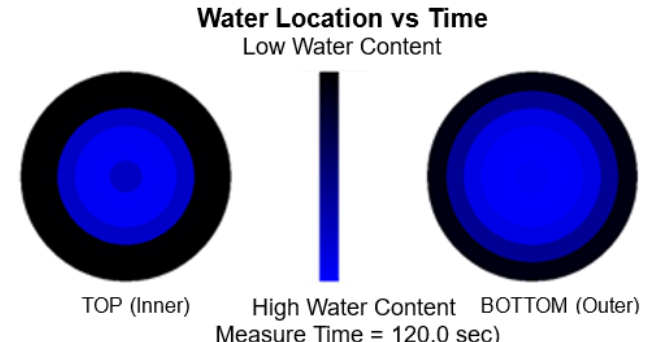 Water Location vs Time
Low Water Content
TOP (Inner)
High Water Content
BOTTOM (Outer)
Measure Time = 120.0 sec)